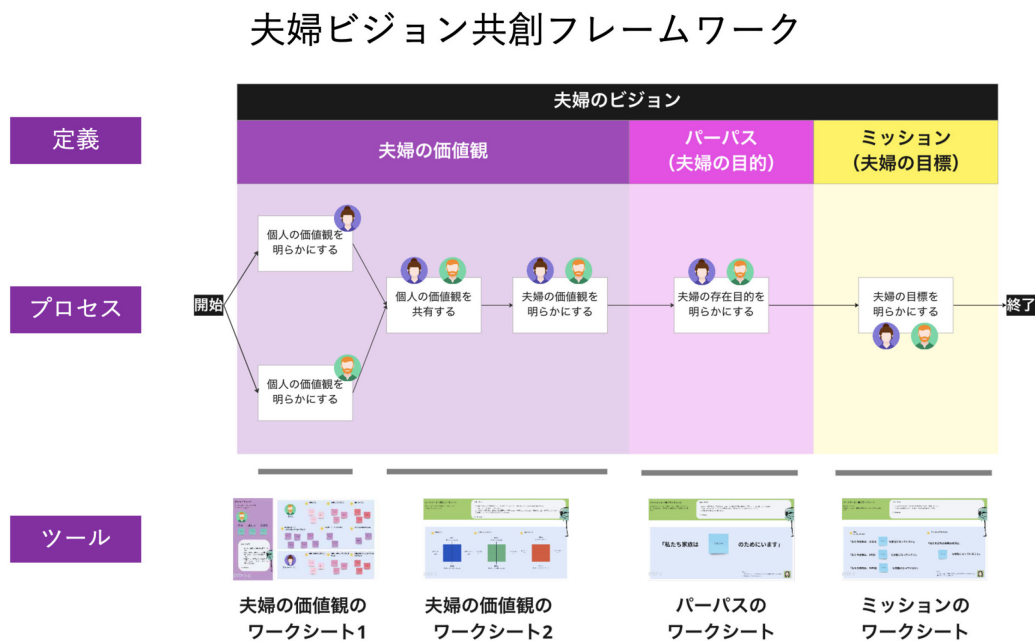 夫婦ビジョン共創フレームワーク
夫婦のビジョン
定義
夫婦の価値観
パーパス
(夫婦の目的)
ミッション
(夫婦の目標)
プロセス
開始
個人の価値観を
明らかにする
個人の価値観を
明らかにする
個人の価値観を
共有する
夫婦の価値観を
明らかにする
夫婦の存在目的を
明らかにする
夫婦の目標を
明らかにする
終了
ツール
「私たち家族は
のためにいます」
夫婦の価値観の
ワークシート1
夫婦の価値観の
ワークシート2
パーパスの
ワークシート
ミッションの
ワークシート